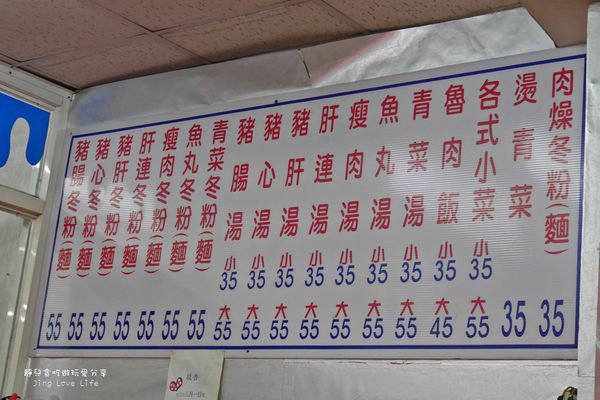 肉燥冬粉(麵) 35
燙青菜 35
各式小菜 小35 大55
魯肉飯 小35 大45
青菜湯 小35 大55
魚丸湯 小35 大55
瘦肉湯 小35 大55
肝連湯 小35 大55
豬肝湯 小35 大55
豬心湯 小35 大55
豬腸湯 小35 大55
青菜冬粉(麵) 55
魚丸冬粉(麵) 55
瘦肉冬粉(麵) 55
肝連冬粉(麵) 55
豬肝冬粉(麵) 55
豬心冬粉(麵) 55
豬腸冬粉(麵) 55
靜兒貪吃遊玩愛分享
Jing Love Life